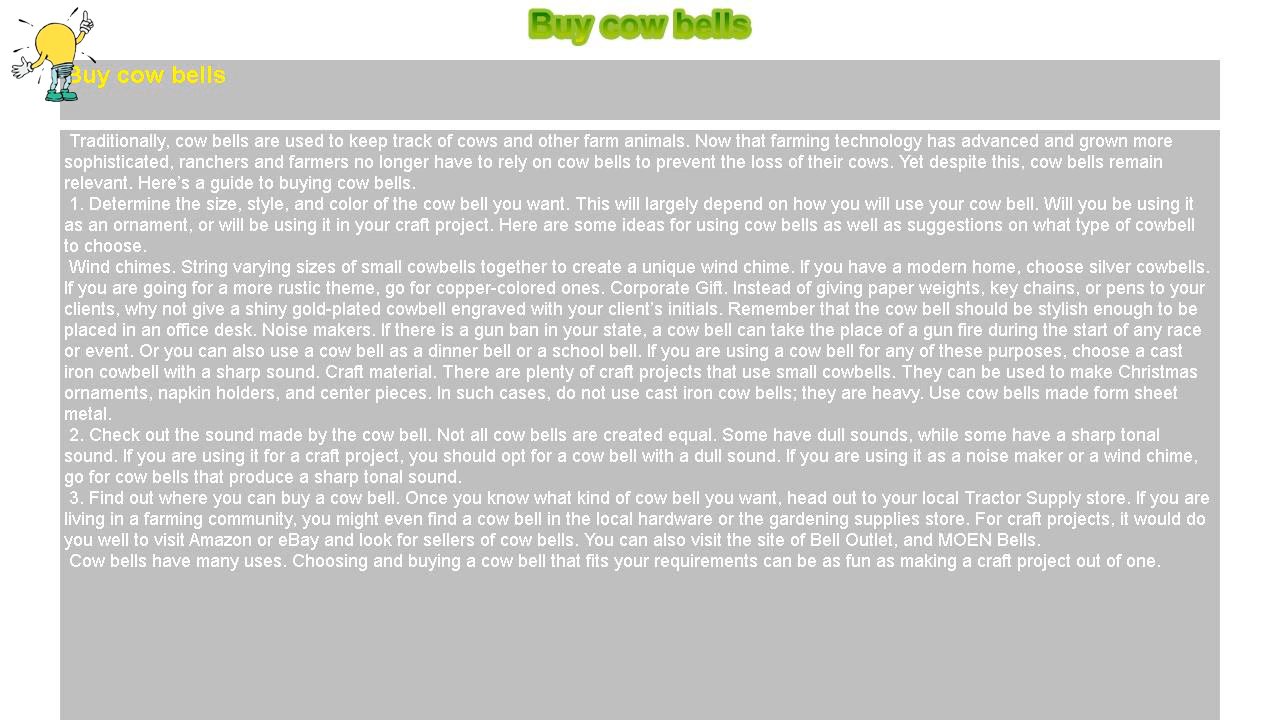 Buy cow bells
Buy cow bells
Traditionally, cow bells are used to keep track of cows and other farm animals. Now that farming technology has advanced and grown more
sophisticated, ranchers and farmers no longer have to rely on cow bells to prevent the loss of their cows. Yet despite this, cow bells remain
relevant. Here’s a guide to buying cow bells.
1. Determine the size, style, and color of the cow bell you want. This will largely depend on how you will use your cow bell. Will you be using it
as an ornament, or will be using it in your craft project. Here are some ideas for using cow bells as well as suggestions on what type of cowbell
to choose.
Wind chimes. String varying sizes of small cowbells together to create a unique wind chime. If you have a modern home, choose silver cowbells.
If you are going for a more rustic theme, go for copper-colored ones. Corporate Gift. Instead of giving paper weights, key chains, or pens to your
clients, why not give a shiny gold-plated cowbell engraved with your client’s initials. Remember that the cow bell should be stylish enough to be
placed in an office desk. Noise makers. If there is a gun ban in your state, a cow bell can take the place of a gun fire during the start of any race
or event. Or you can also use a cow bell as a dinner bell or a school bell. If you are using a cow bell for any of these purposes, choose a cast
iron cowbell with a sharp sound. Craft material. There are plenty of craft projects that use small cowbells. They can be used to make Christmas
ornaments, napkin holders, and center pieces. In such cases, do not use cast iron cow bells; they are heavy. Use cow bells made form sheet
metal.
2. Check out the sound made by the cow bell. Not all cow bells are created equal. Some have dull sounds, while some have a sharp tonal
sound. If you are using it for a craft project, you should opt for a cow bell with a dull sound. If you are using it as a noise maker or a wind chime,
go for cow bells that produce a sharp tonal sound.
3. Find out where you can buy a cow bell. Once you know what kind of cow bell you want, head out to your local Tractor Supply store. If you are
living in a farming community, you might even find a cow bell in the local hardware or the gardening supplies store. For craft projects, it would do
you well to visit Amazon or eBay and look for sellers of cow bells. You can also visit the site of Bell Outlet, and MOEN Bells.
Cow bells have many uses. Choosing and buying a cow bell that fits your requirements can be as fun as making a craft project out of one.